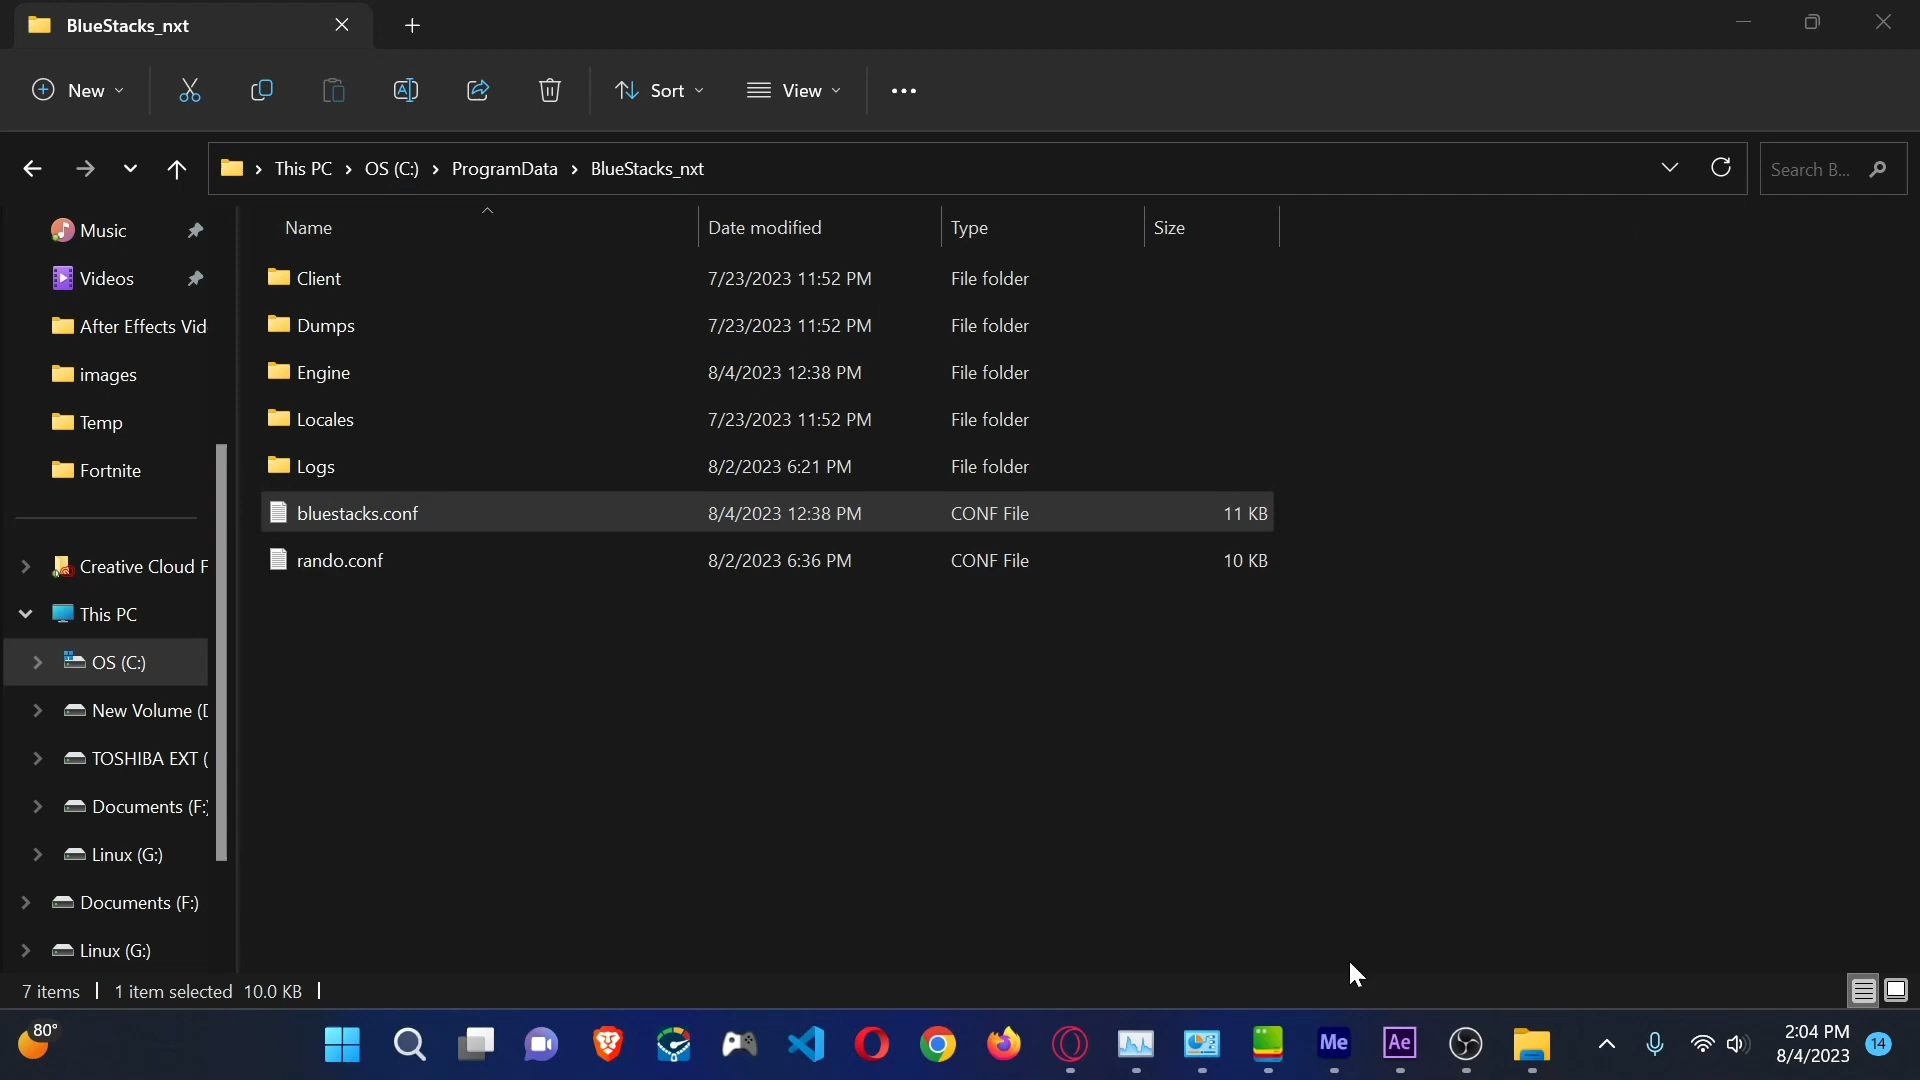 BlueStacks_nxt
New
Sort
View
This PC
OS (C:)
ProgramData
BlueStacks_nxt
Search B...
Music
Videos
After Effects Vid
images
Temp
Fortnite
Creative Cloud F
This PC
OS (C:)
New Volume (D
TOSHIBA EXT (
Documents (F:)
Linux (G:)
Documents (F:)
Linux (G:)
Name Date modified Type Size
Client 7/23/2023 11:52 PM File folder
Dumps 7/23/2023 11:52 PM File folder
Engine 8/4/2023 12:38 PM File folder
Locales 7/23/2023 11:52 PM File folder
Logs 8/2/2023 6:21 PM File folder
bluestacks.conf 8/4/2023 12:38 PM CONF File 11 KB
rando.conf 8/2/2023 6:36 PM CONF File 10 KB
7 items 1 item selected 10.0 KB
80°
Me
Ae
2:04 PM
8/4/2023
14